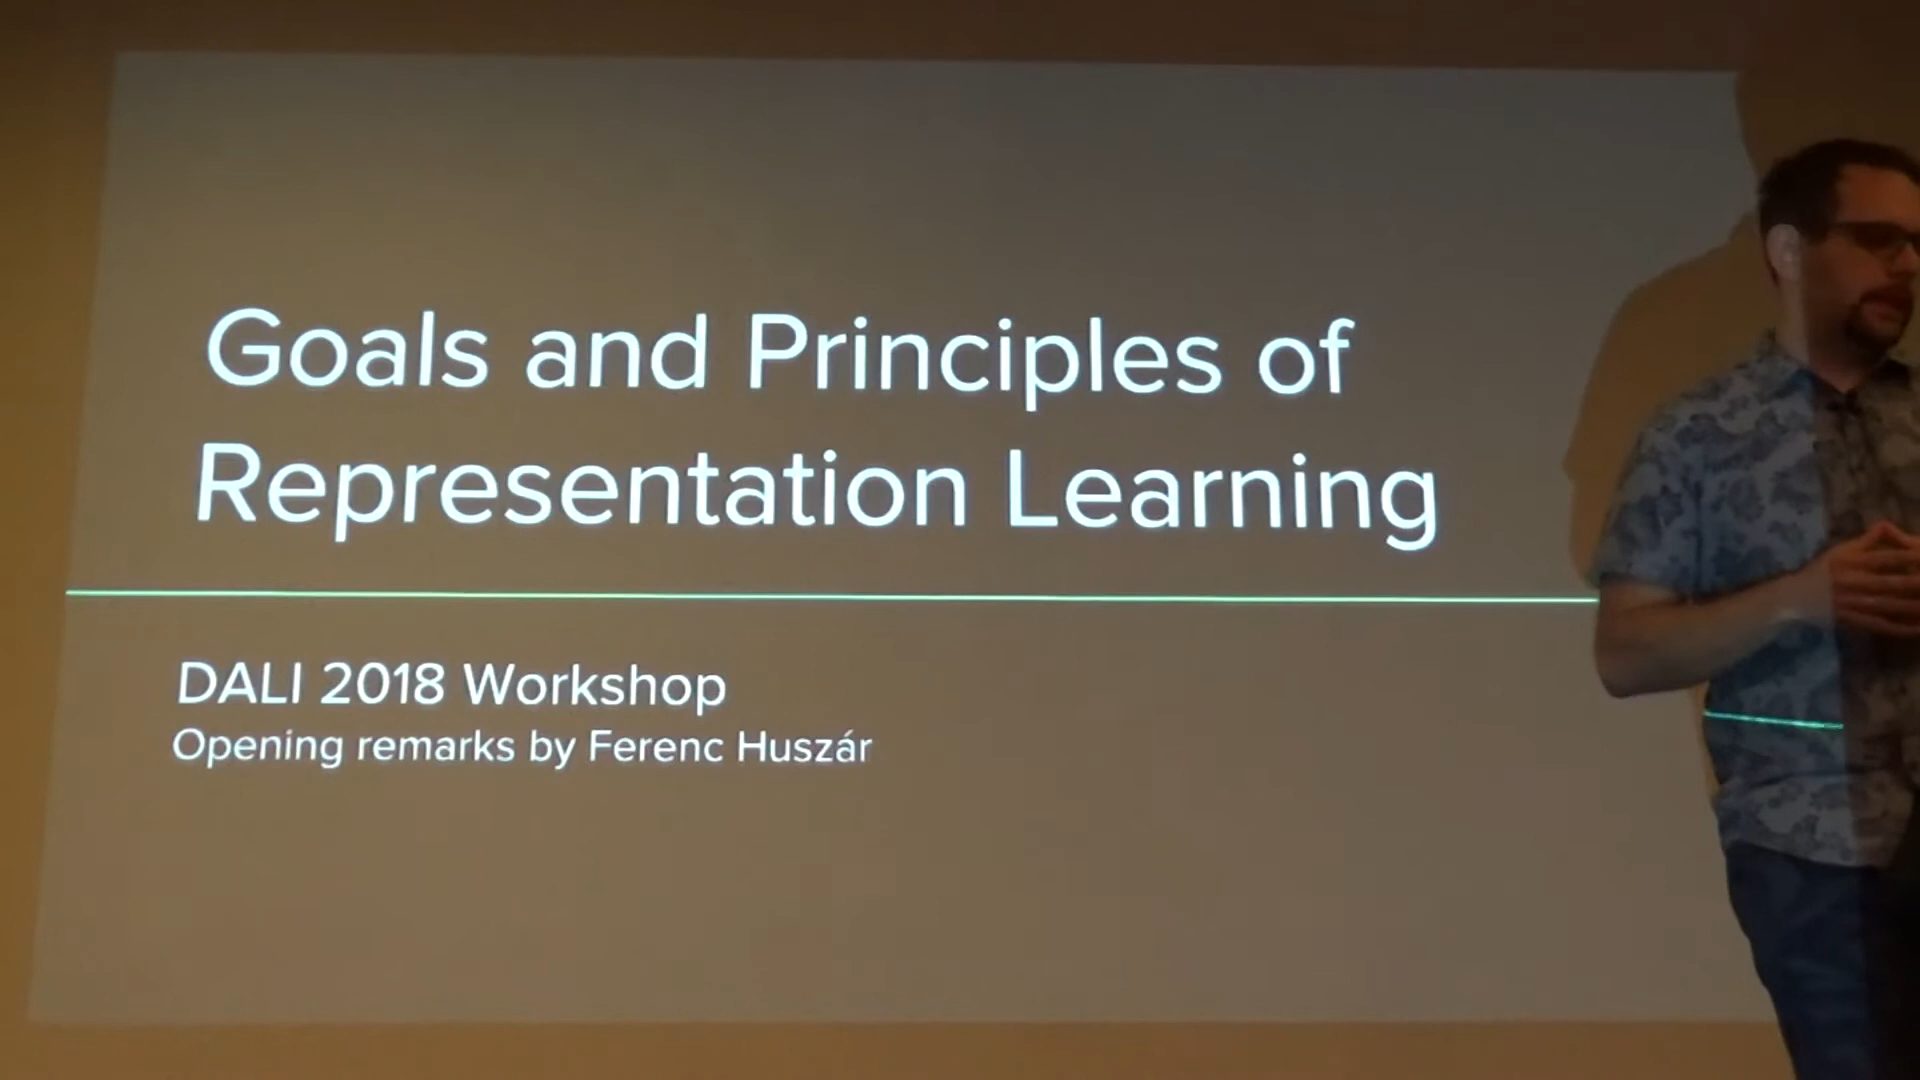 Goals and Principles of
Representation Learning
DALI 2018 Workshop
Opening remarks by Ferenc Huszár